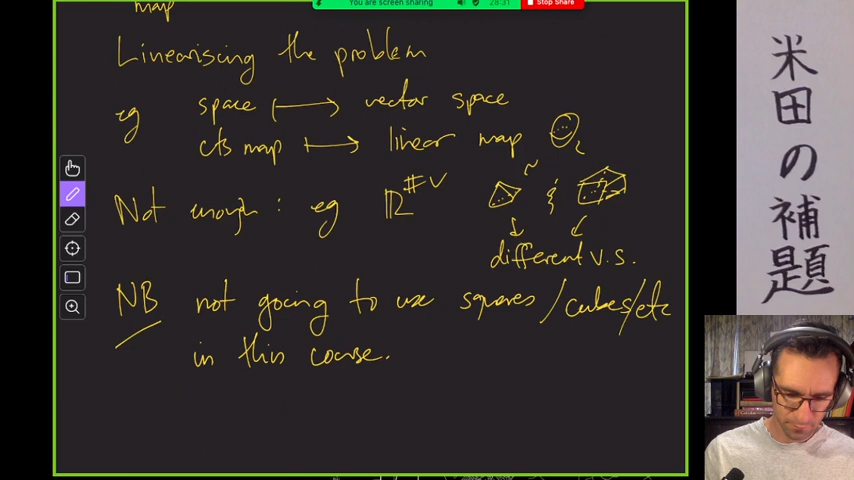 You are screen sharing 28:31 Stop Share
map
Linearising the problem
eg space ↦ vector space
cts map ↦ linear map
Not enough: eg ℝ^#V
different v.s.
NB not going to use squares/cubes/etc
in this course.
米田の補題